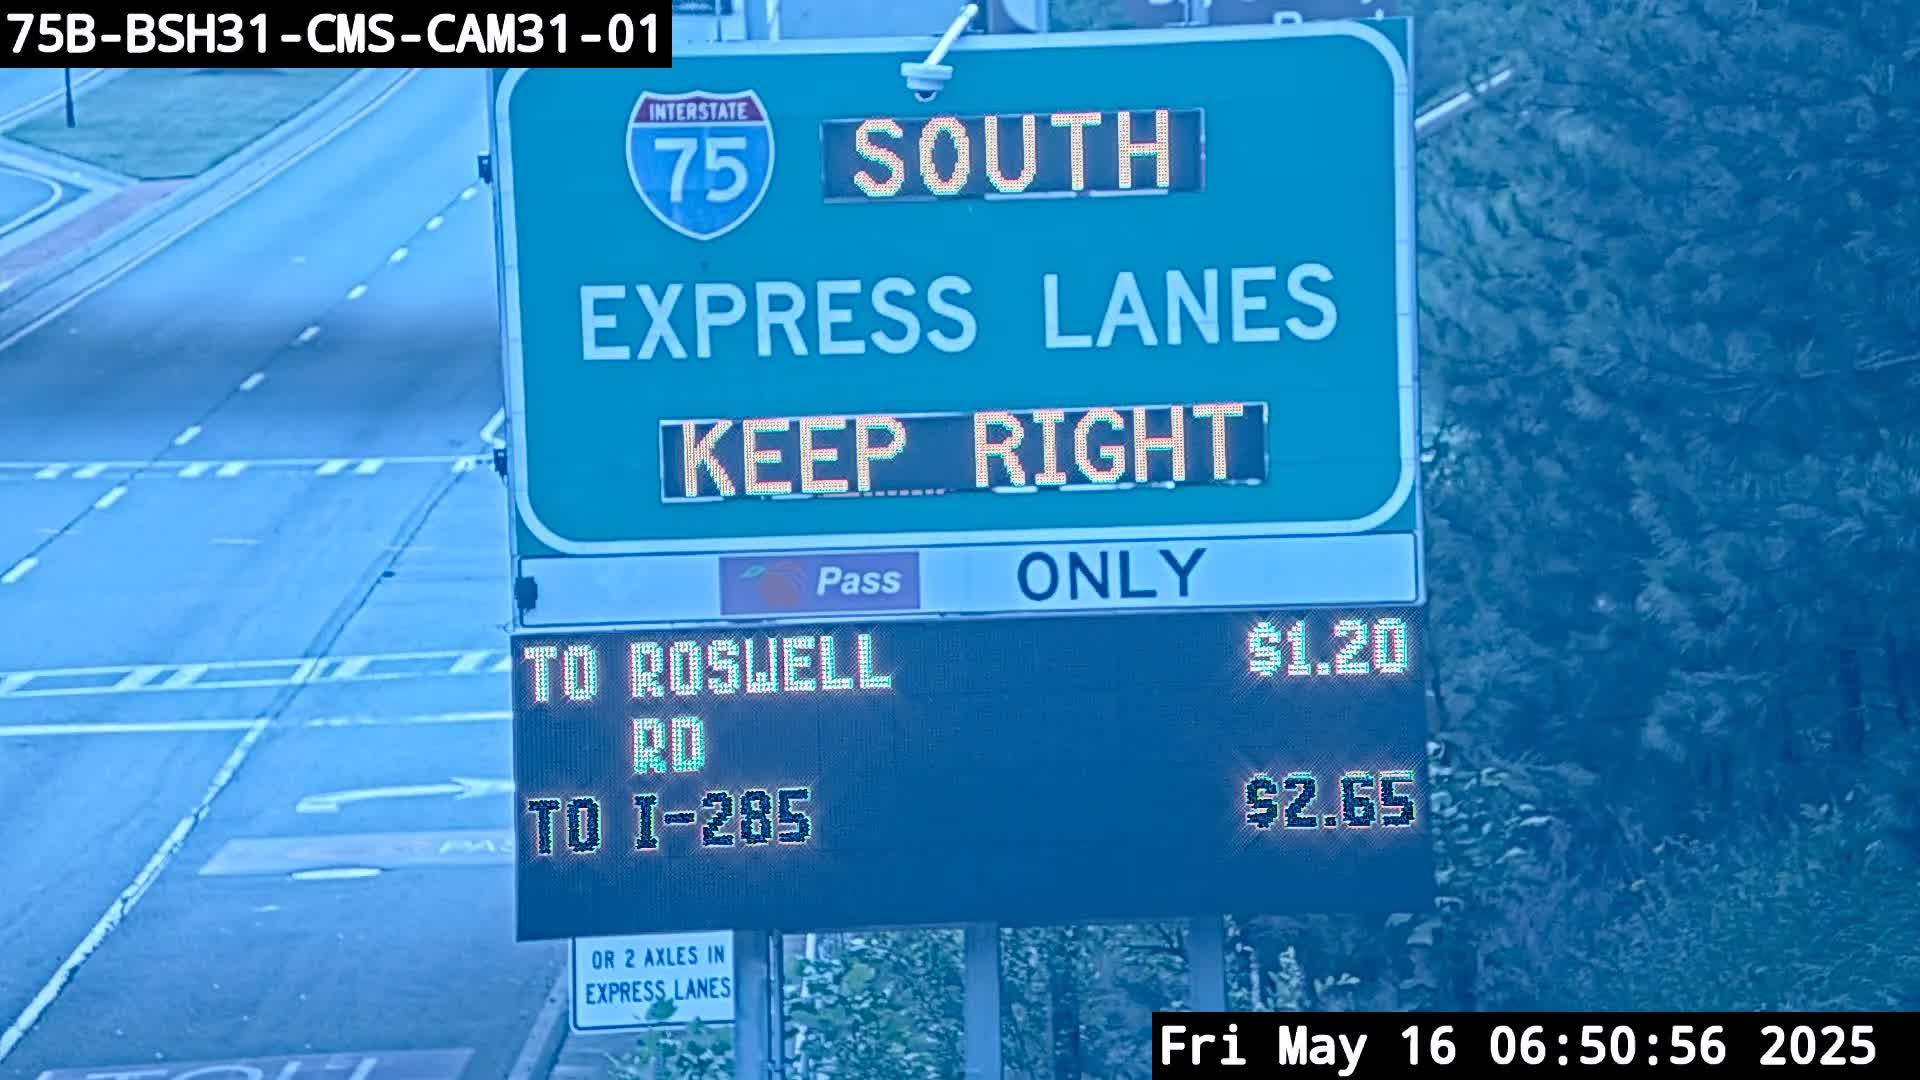 75B-BSH31-CMS-CAM31-01
INTERSTATE
75
SOUTH
EXPRESS LANES
KEEP RIGHT
Pass ONLY
TO ROSWELL $1.20
RD
TO I-285 $2.65
OR 2 AXLES IN
EXPRESS LANES
Fri May 16 06:50:56 2025